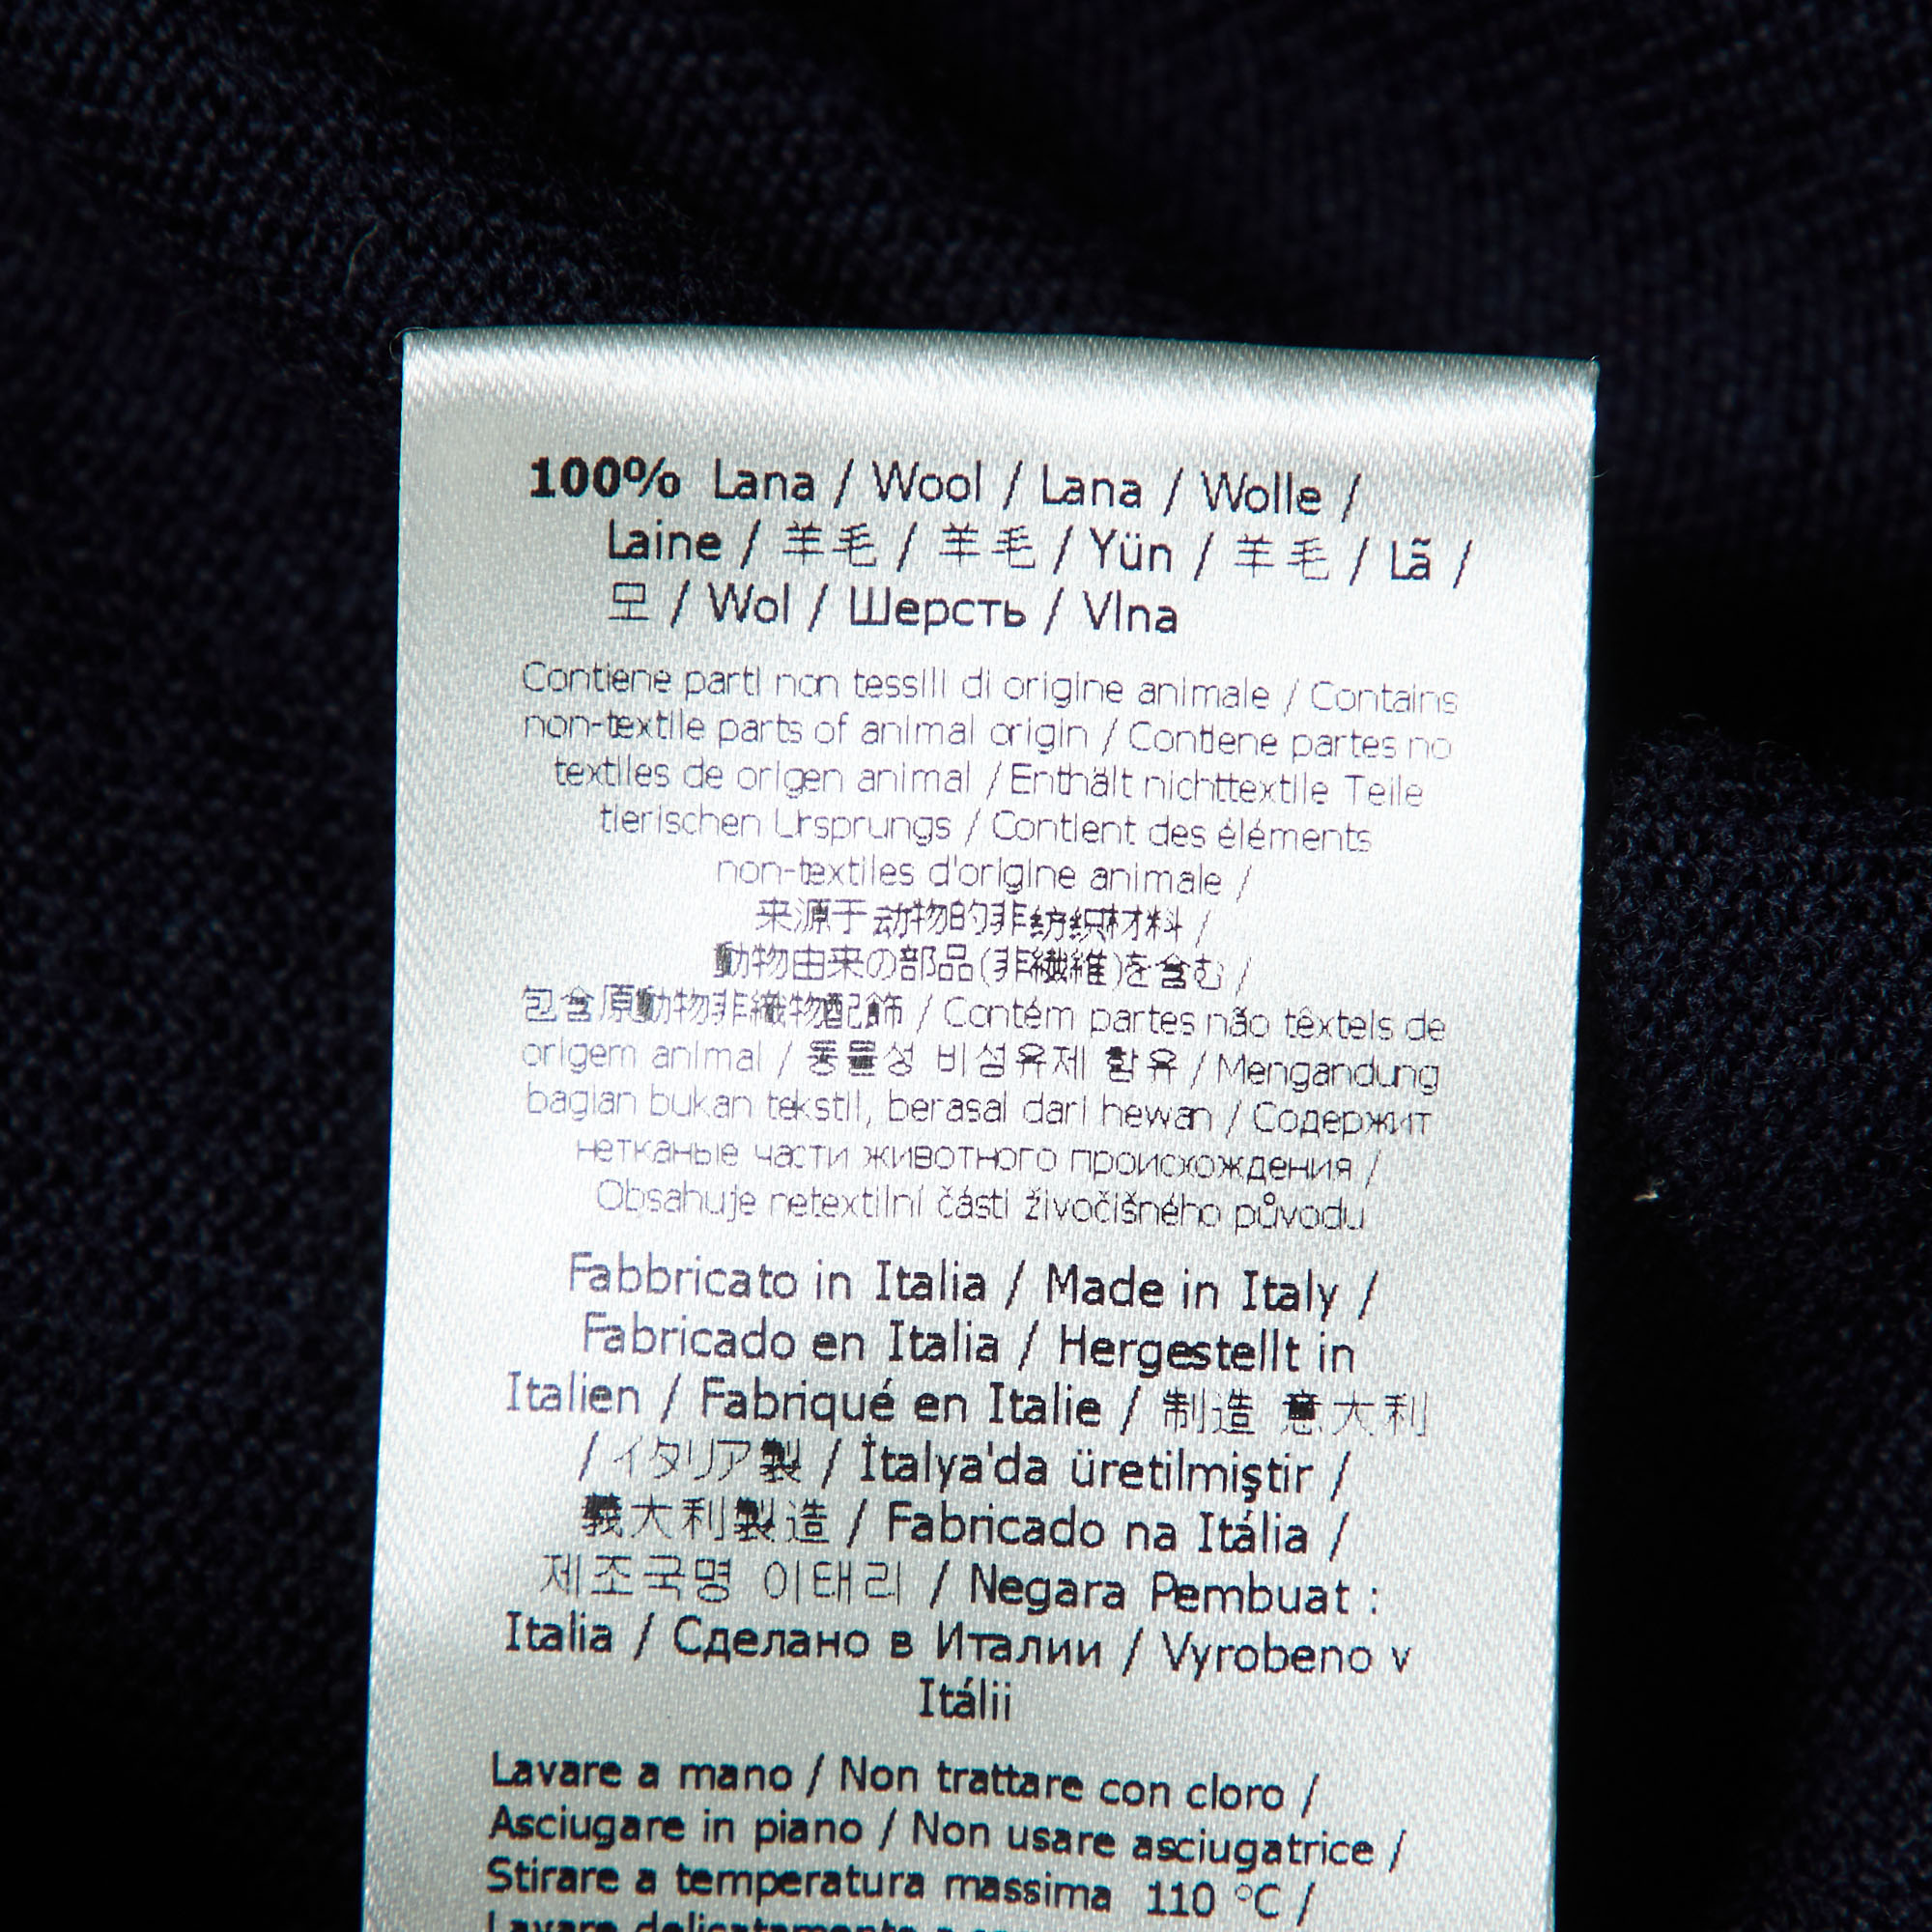 100% Lana / Wool / Lana / Wolle /
Laine / 羊毛 / 羊毛 / Yün / 羊毛 / Lã /
모 / Wol / Шерсть / Vlna
Contiene parti non tessili di origine animale / Contains
non-textile parts of animal origin / Contiene partes no
textiles de origen animal / Enthält nichttextile Teile
tierischen Ursprungs / Contient des éléments
non-textiles d'origine animale /
来源于动物的非纺织材料 /
動物由来の部品(非繊維)を含む /
包含原動物非織物配飾 / Contém partes não têxteis de
origem animal / 동물성 비섬유제 함유 / Mengandung
bagian bukan tekstil, berasal dari hewan / Содержит
нетканые части животного происхождения /
Obsahuje netextilní části živočišného původu
Fabbricato in Italia / Made in Italy /
Fabricado en Italia / Hergestellt in
Italien / Fabriqué en Italie / 制造 意大利
/ イタリア製 / İtalya'da üretilmiştir /
義大利製造 / Fabricado na Itália /
제조국명 이태리 / Negara Pembuat :
Italia / Сделано в Италии / Vyrobeno v
Itálii
Lavare a mano / Non trattare con cloro /
Asciugare in piano / Non usare asciugatrice /
Stirare a temperatura massima 110 °C /
Lavare delicatamente a